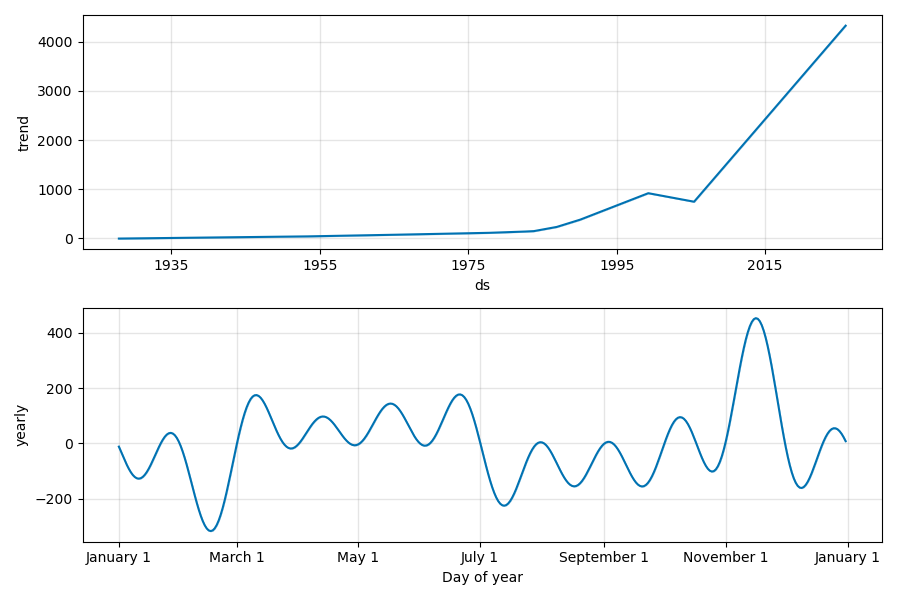 4000
3000
2000
1000
0
trend
1935 1955 1975 1995 2015
ds
400
200
0
−200
yearly
January 1 March 1 May 1 July 1 September 1 November 1 January 1
Day of year